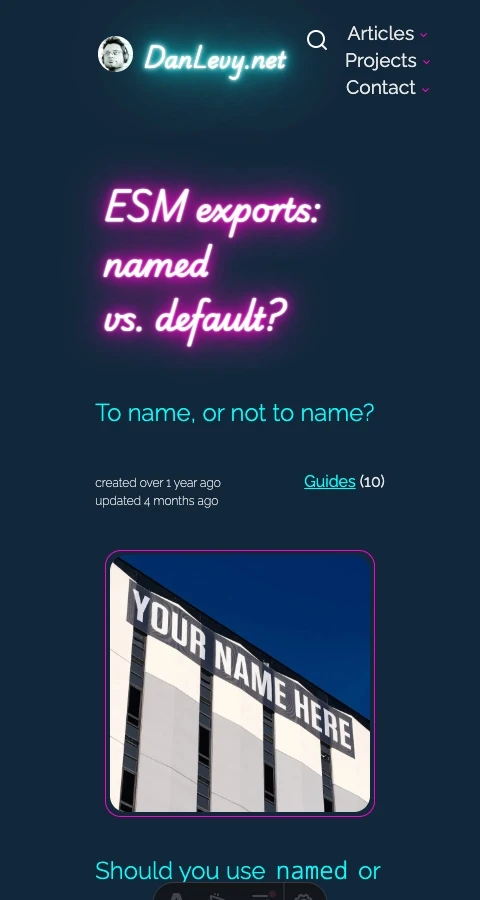 DanLevy.net
Articles
Projects
Contact
ESM exports:
named
vs. default?
To name, or not to name?
created over 1 year ago
updated 4 months ago
Guides (10)
YOUR NAME HERE
Should you use named or